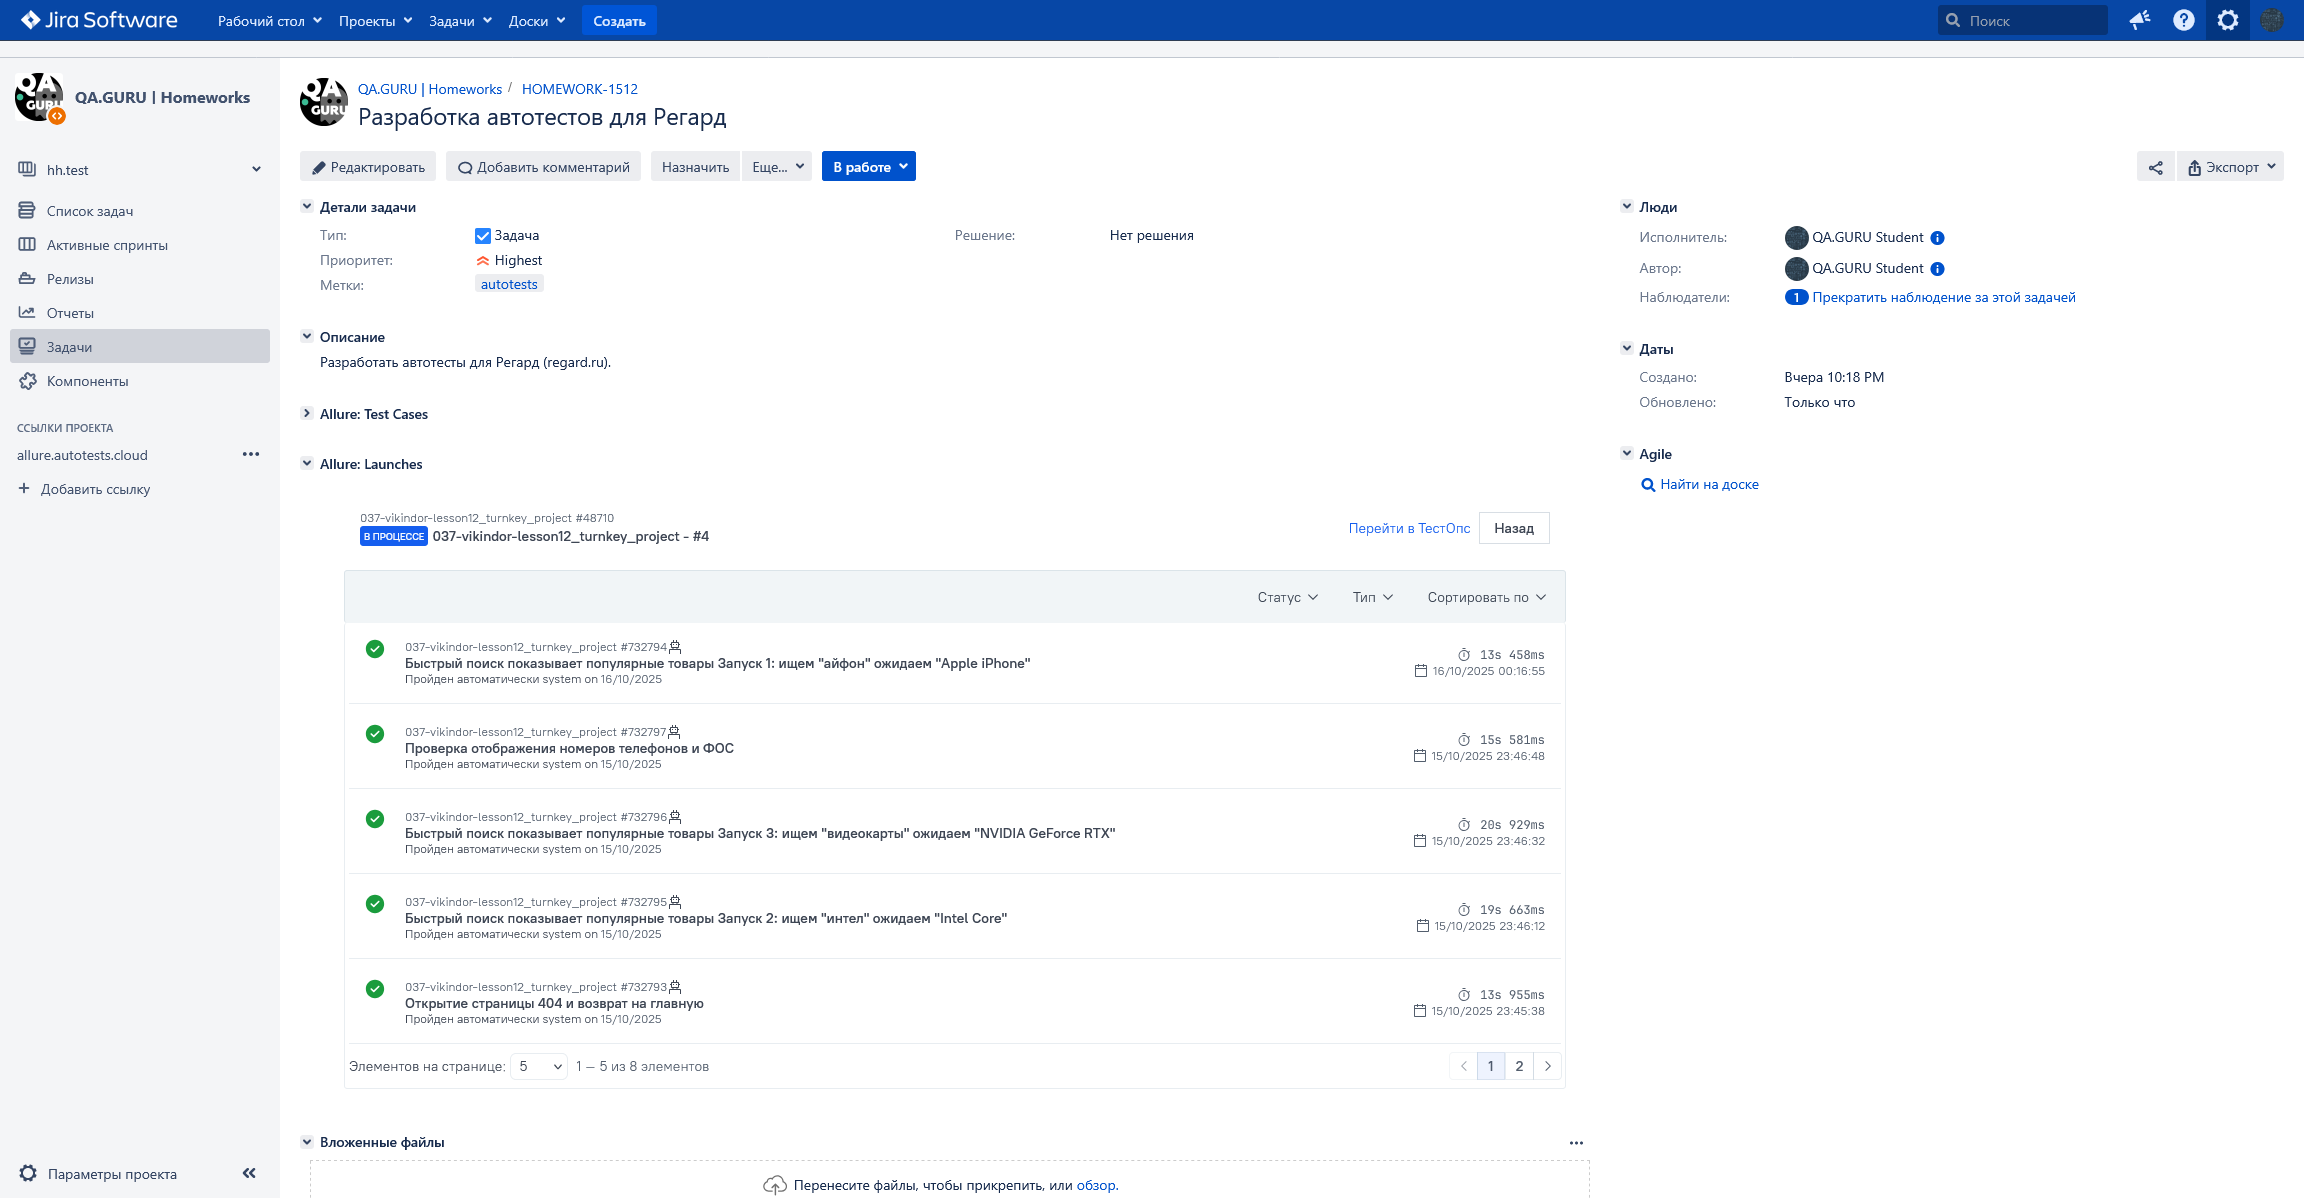 Jira Software
Рабочий стол Проекты Задачи Доски Создать Поиск
QA GURU
QA.GURU | Homeworks
hh.test
Список задач
Активные спринты
Релизы
Отчеты
Задачи
Компоненты
ССЫЛКИ ПРОЕКТА
allure.autotests.cloud
Добавить ссылку
Параметры проекта
QA GURU
QA.GURU | Homeworks / HOMEWORK-1512
Разработка автотестов для Регард
Редактировать Добавить комментарий Назначить Еще... В работе Экспорт
Детали задачи
Тип: Задача Решение: Нет решения
Приоритет: Highest
Метки: autotests
Описание
Разработать автотесты для Регард (regard.ru).
Allure: Test Cases
Allure: Launches
037-vikindor-lesson12_turnkey_project #48710
В ПРОЦЕССЕ 037-vikindor-lesson12_turnkey_project - #4
Перейти в ТестОпс Назад
Статус Тип Сортировать по
037-vikindor-lesson12_turnkey_project #732794
Быстрый поиск показывает популярные товары Запуск 1: ищем "айфон" ожидаем "Apple iPhone"
Пройден автоматически system on 16/10/2025
13s 458ms
16/10/2025 00:16:55
037-vikindor-lesson12_turnkey_project #732797
Проверка отображения номеров телефонов и ФОС
Пройден автоматически system on 15/10/2025
15s 581ms
15/10/2025 23:46:48
037-vikindor-lesson12_turnkey_project #732796
Быстрый поиск показывает популярные товары Запуск 3: ищем "видеокарты" ожидаем "NVIDIA GeForce RTX"
Пройден автоматически system on 15/10/2025
20s 929ms
15/10/2025 23:46:32
037-vikindor-lesson12_turnkey_project #732795
Быстрый поиск показывает популярные товары Запуск 2: ищем "интел" ожидаем "Intel Core"
Пройден автоматически system on 15/10/2025
19s 663ms
15/10/2025 23:46:12
037-vikindor-lesson12_turnkey_project #732793
Открытие страницы 404 и возврат на главную
Пройден автоматически system on 15/10/2025
13s 955ms
15/10/2025 23:45:38
Элементов на странице: 5 1 — 5 из 8 элементов 1 2
Вложенные файлы
Перенесите файлы, чтобы прикрепить, или обзор.
Люди
Исполнитель: QA.GURU Student
Автор: QA.GURU Student
Наблюдатели: 1 Прекратить наблюдение за этой задачей
Даты
Создано: Вчера 10:18 PM
Обновлено: Только что
Agile
Найти на доске